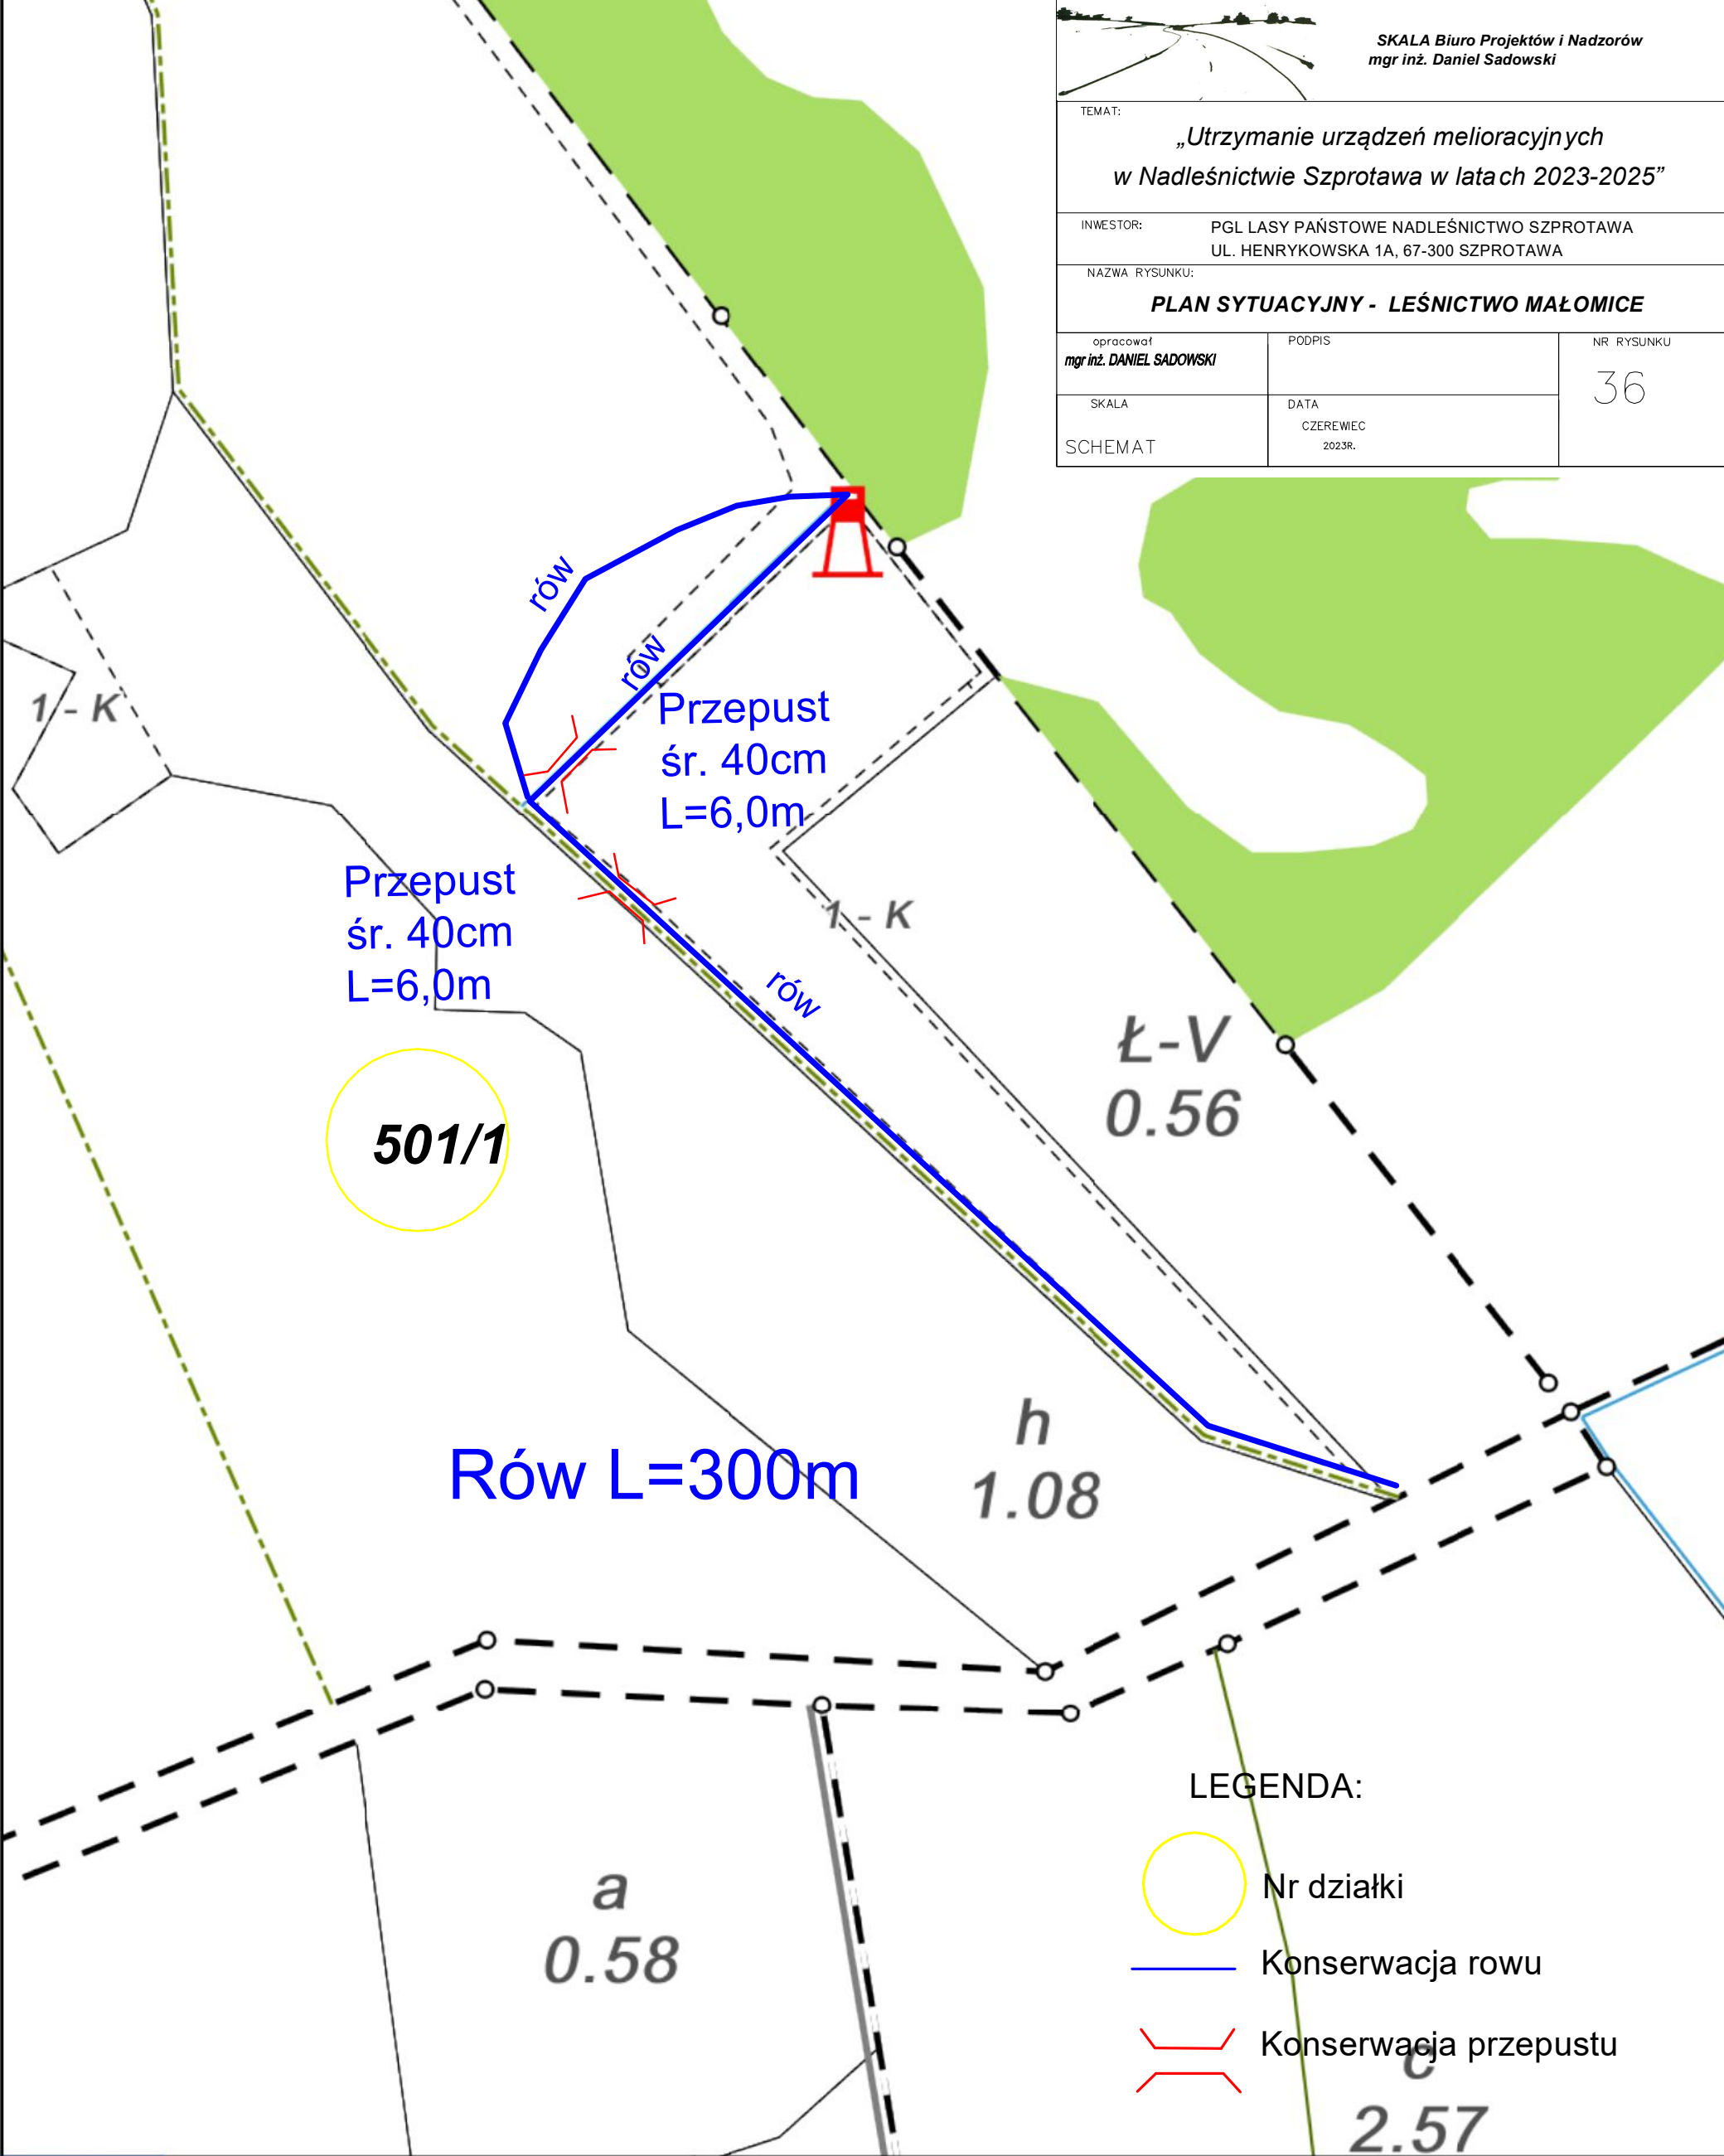 SKALA Biuro Projektów i Nadzorów
mgr inż. Daniel Sadowski
TEMAT:
„Utrzymanie urządzeń melioracyjnych
w Nadleśnictwie Szprotawa w latach 2023-2025”
INWESTOR:
PGL LASY PAŃSTOWE NADLEŚNICTWO SZPROTAWA
UL. HENRYKOWSKA 1A, 67-300 SZPROTAWA
NAZWA RYSUNKU:
PLAN SYTUACYJNY - LEŚNICTWO MAŁOMICE
opracował
mgr inż. DANIEL SADOWSKI
PODPIS
NR RYSUNKU
36
SKALA
SCHEMAT
DATA
CZEREWIEC
2023R.
rów
rów
1 - K
Przepust
śr. 40cm
L=6,0m
Przepust
śr. 40cm
L=6,0m
1 - K
rów
Ł-V
0.56
501/1
h
1.08
Rów L=300m
a
0.58
LEGENDA:
Nr działki
Konserwacja rowu
Konserwacja przepustu
c
2.57